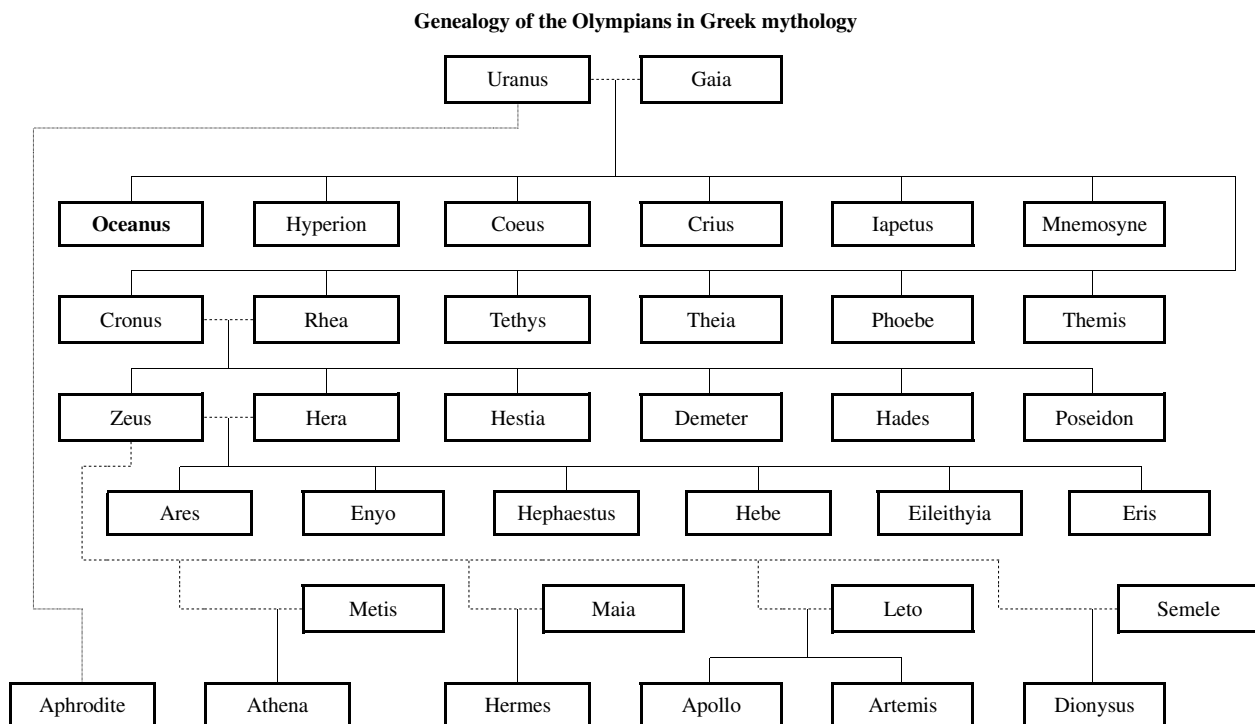 Genealogy of the Olympians in Greek mythology
Uranus Gaia
Oceanus Hyperion Coeus Crius Iapetus Mnemosyne
Cronus Rhea Tethys Theia Phoebe Themis
Zeus Hera Hestia Demeter Hades Poseidon
Ares Enyo Hephaestus Hebe Eileithyia Eris
Metis Maia Leto Semele
Aphrodite Athena Hermes Apollo Artemis Dionysus